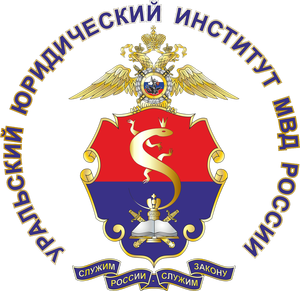 УРАЛЬСКИЙ ЮРИДИЧЕСКИЙ ИНСТИТУТ МВД РОССИИ
СЛУЖИМ РОССИИ СЛУЖИМ ЗАКОНУ